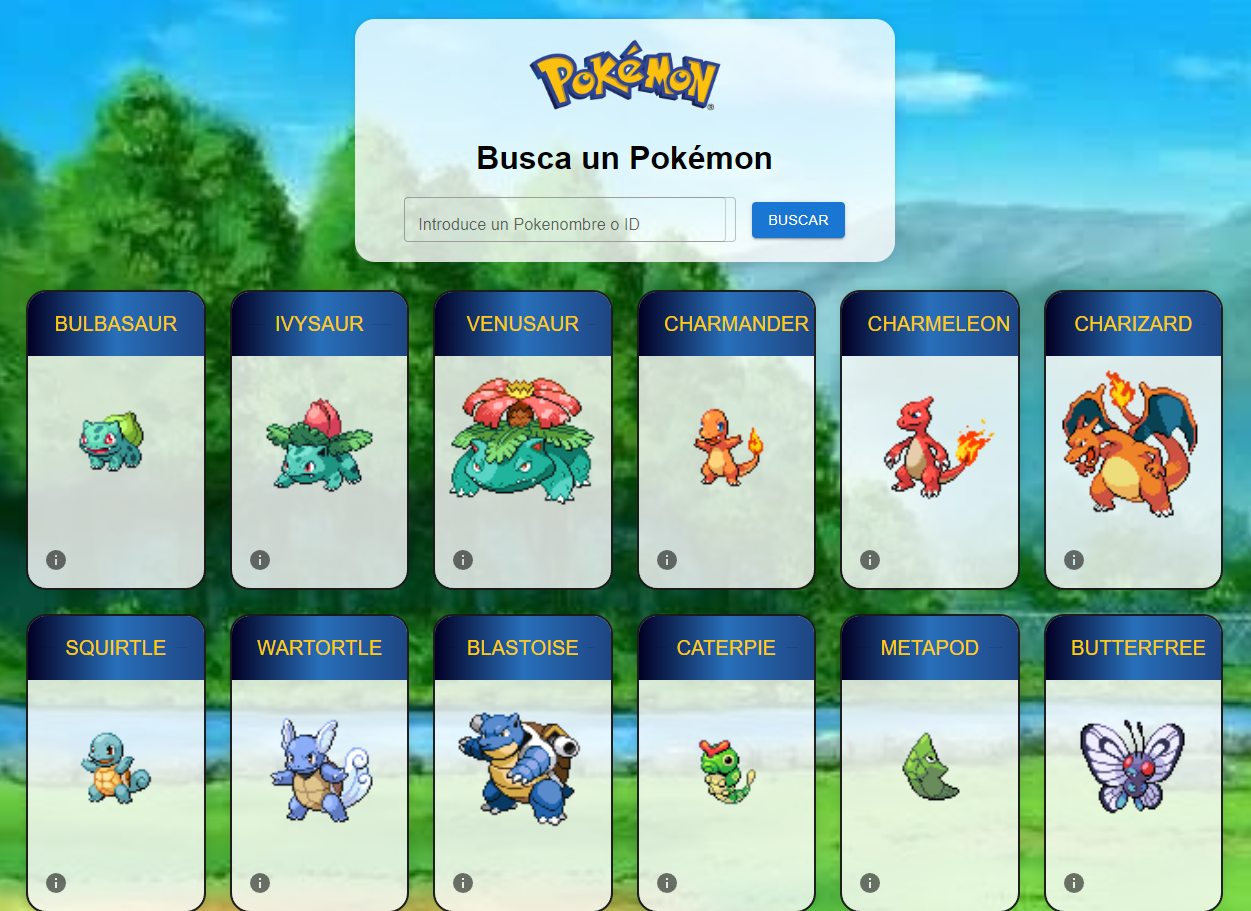 POKéMON
Busca un Pokémon
Introduce un Pokenombre o ID
BUSCAR
BULBASAUR
IVYSAUR
VENUSAUR
CHARMANDER
CHARMELEON
CHARIZARD
SQUIRTLE
WARTORTLE
BLASTOISE
CATERPIE
METAPOD
BUTTERFREE